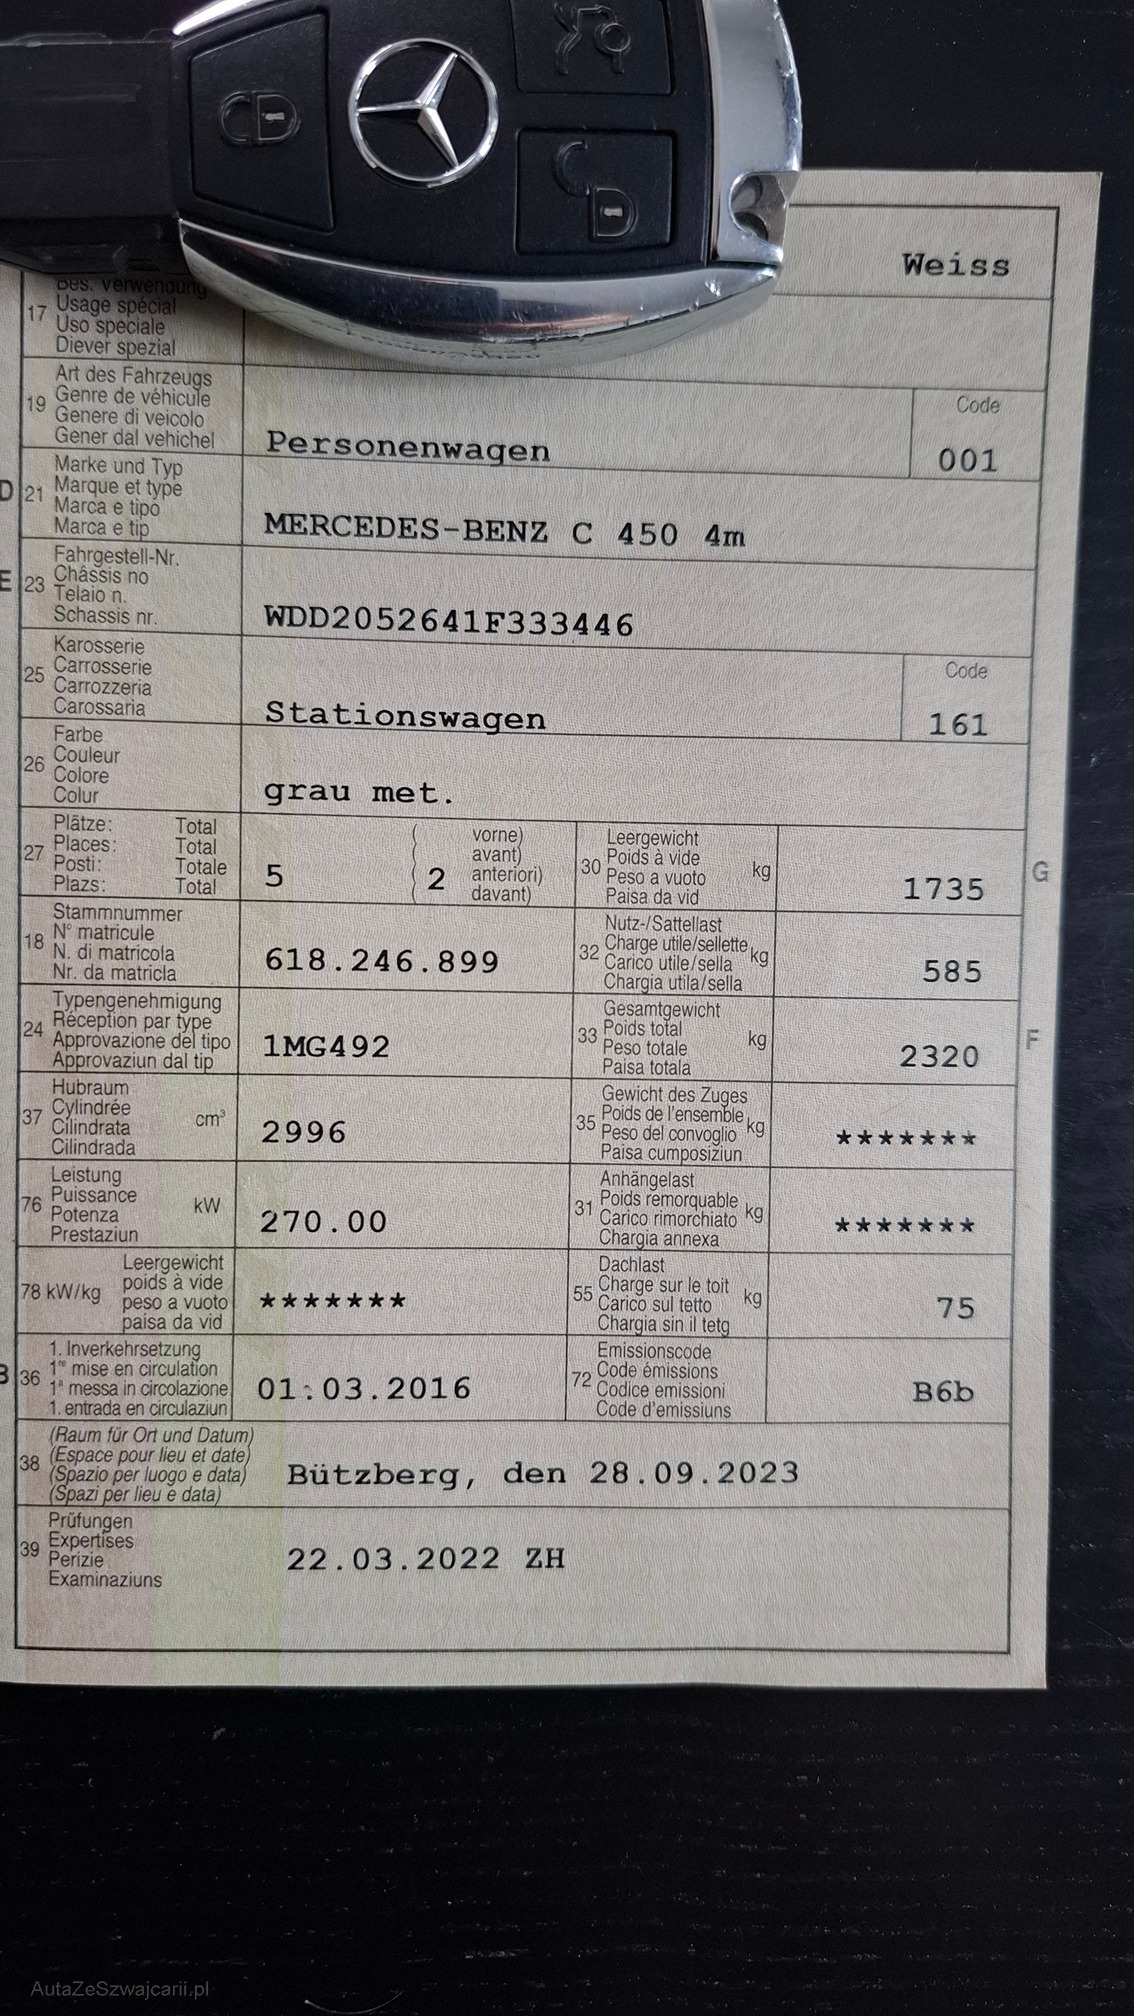 Weiss
Bes. Verwendung
17 Usage spécial
Uso speciale
Diever spezial
Art des Fahrzeugs
19 Genre de véhicule
Genere di veicolo
Gener dal vehichel
Personenwagen
Code
001
Marke und Typ
D 21 Marque et type
Marca e tipo
Marca e tip
MERCEDES-BENZ C 450 4m
Fahrgestell-Nr.
E 23 Châssis no
Telaio n.
Schassis nr.
WDD2052641F333446
Karosserie
25 Carrosserie
Carrozzeria
Carossaria
Stationswagen
Code
161
Farbe
26 Couleur
Colore
Colur
grau met.
Plätze: Total
27 Places: Total
Posti: Totale
Plazs: Total
5
( 2 vorne)
avant)
anteriori)
davant)
Leergewicht
30 Poids à vide kg
Peso a vuoto
Paisa da vid
1735
G
Stammnummer
18 N° matricule
N. di matricola
Nr. da matricla
618.246.899
Nutz-/Sattellast
32 Charge utile/sellette kg
Carico utile/sella
Chargia utila/sella
585
Typengenehmigung
24 Réception par type
Approvazione del tipo
Approvaziun dal tip
1MG492
Gesamtgewicht
33 Poids total kg
Peso totale
Paisa totala
2320
F
Hubraum
37 Cylindrée cm³
Cilindrata
Cilindrada
2996
Gewicht des Zuges
35 Poids de l'ensemble kg
Peso del convoglio
Paisa cumposiziun
*******
Leistung
76 Puissance kW
Potenza
Prestaziun
270.00
Anhängelast
31 Poids remorquable kg
Carico rimorchiato
Chargia annexa
*******
Leergewicht
78 kW/kg poids à vide
peso a vuoto
paisa da vid
*******
Dachlast
55 Charge sur le toit kg
Carico sul tetto
Chargia sin il tetg
75
1. Inverkehrsetzung
B 36 1re mise en circulation
1a messa in circolazione
1. entrada en circulaziun
01.03.2016
Emissionscode
72 Code émissions
Codice emissioni
Code d'emissiuns
B6b
(Raum für Ort und Datum)
38 (Espace pour lieu et date)
(Spazio per luogo e data)
(Spazi per lieu e data)
Bützberg, den 28.09.2023
Prüfungen
39 Expertises
Perizie
Examinaziuns
22.03.2022 ZH
AutaZeSzwajcarii.pl